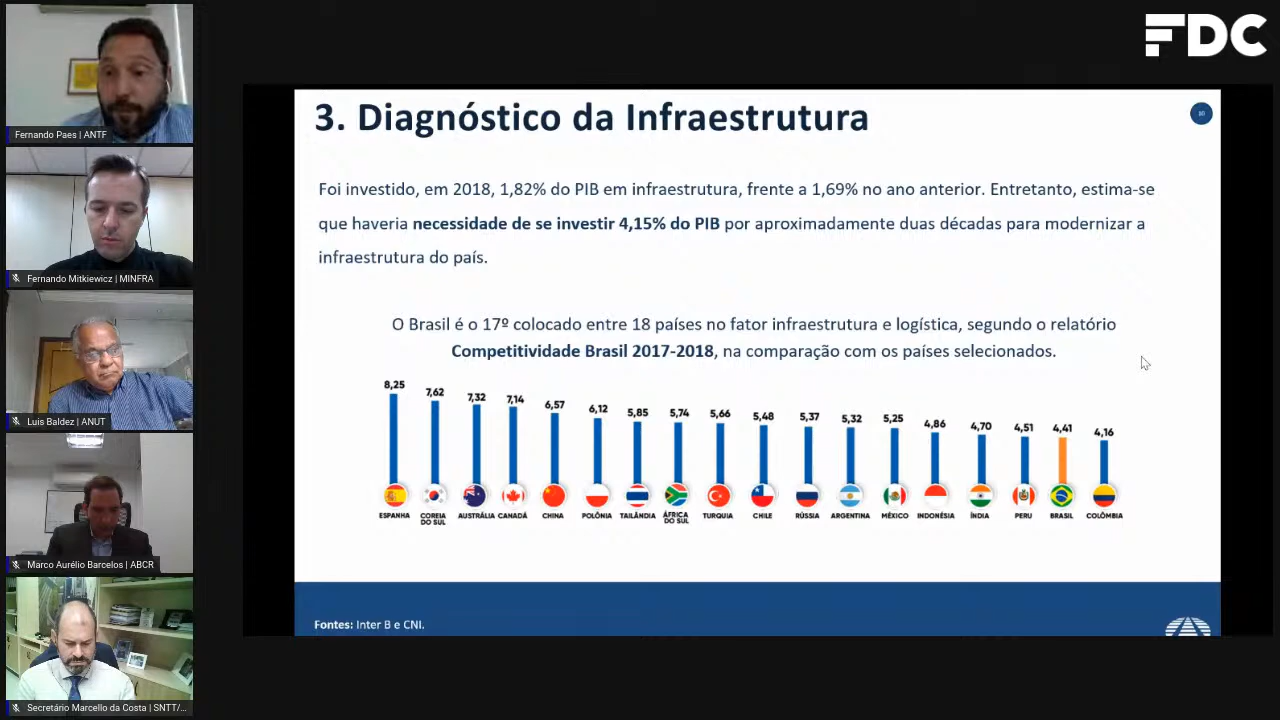 FDC
Fernando Paes | ANTF
Fernando Mitkiewicz | MINFRA
Luis Baldez | ANUT
Marco Aurélio Barcelos | ABCR
Secretário Marcello da Costa | SNTT/...
3. Diagnóstico da Infraestrutura
Foi investido, em 2018, 1,82% do PIB em infraestrutura, frente a 1,69% no ano anterior. Entretanto, estima-se
que haveria necessidade de se investir 4,15% do PIB por aproximadamente duas décadas para modernizar a
infraestrutura do país.
O Brasil é o 17º colocado entre 18 países no fator infraestrutura e logística, segundo o relatório
Competitividade Brasil 2017-2018, na comparação com os países selecionados.
8,25 7,62 7,32 7,14 6,57 6,12 5,85 5,74 5,66 5,48 5,37 5,32 5,25 4,86 4,70 4,51 4,41 4,16
ESPANHA COREIA DO SUL AUSTRÁLIA CANADÁ CHINA POLÔNIA TAILÂNDIA ÁFRICA DO SUL TURQUIA CHILE RÚSSIA ARGENTINA MÉXICO INDONÉSIA ÍNDIA PERU BRASIL COLÔMBIA
Fontes: Inter B e CNI.